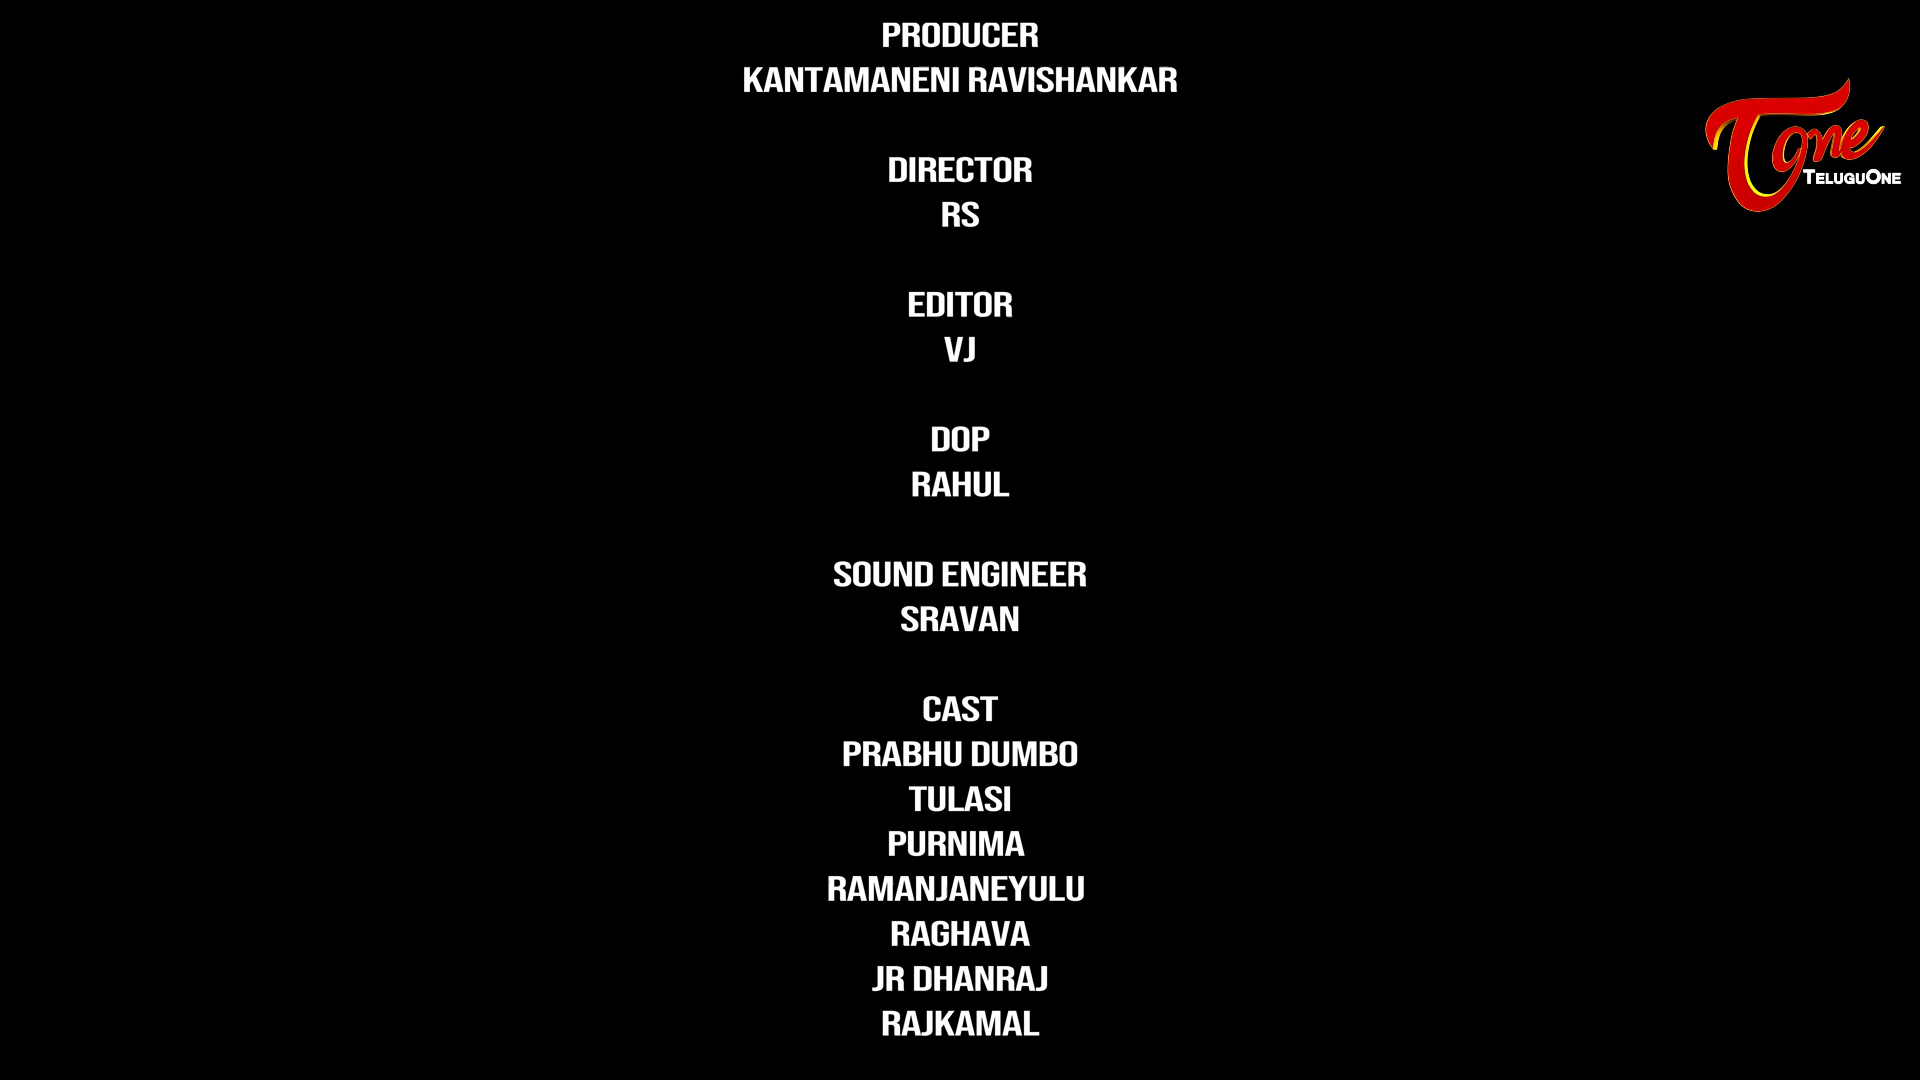 PRODUCER
KANTAMANENI RAVISHANKAR
DIRECTOR
RS
EDITOR
VJ
DOP
RAHUL
SOUND ENGINEER
SRAVAN
CAST
PRABHU DUMBO
TULASI
PURNIMA
RAMANJANEYULU
RAGHAVA
JR DHANRAJ
RAJKAMAL
Tone
TELUGUONE